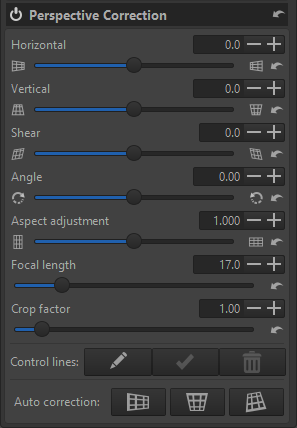 Perspective Correction
Horizontal 0.0
Vertical 0.0
Shear 0.0
Angle 0.00
Aspect adjustment 1.000
Focal length 17.0
Crop factor 1.00
Control lines:
Auto correction: